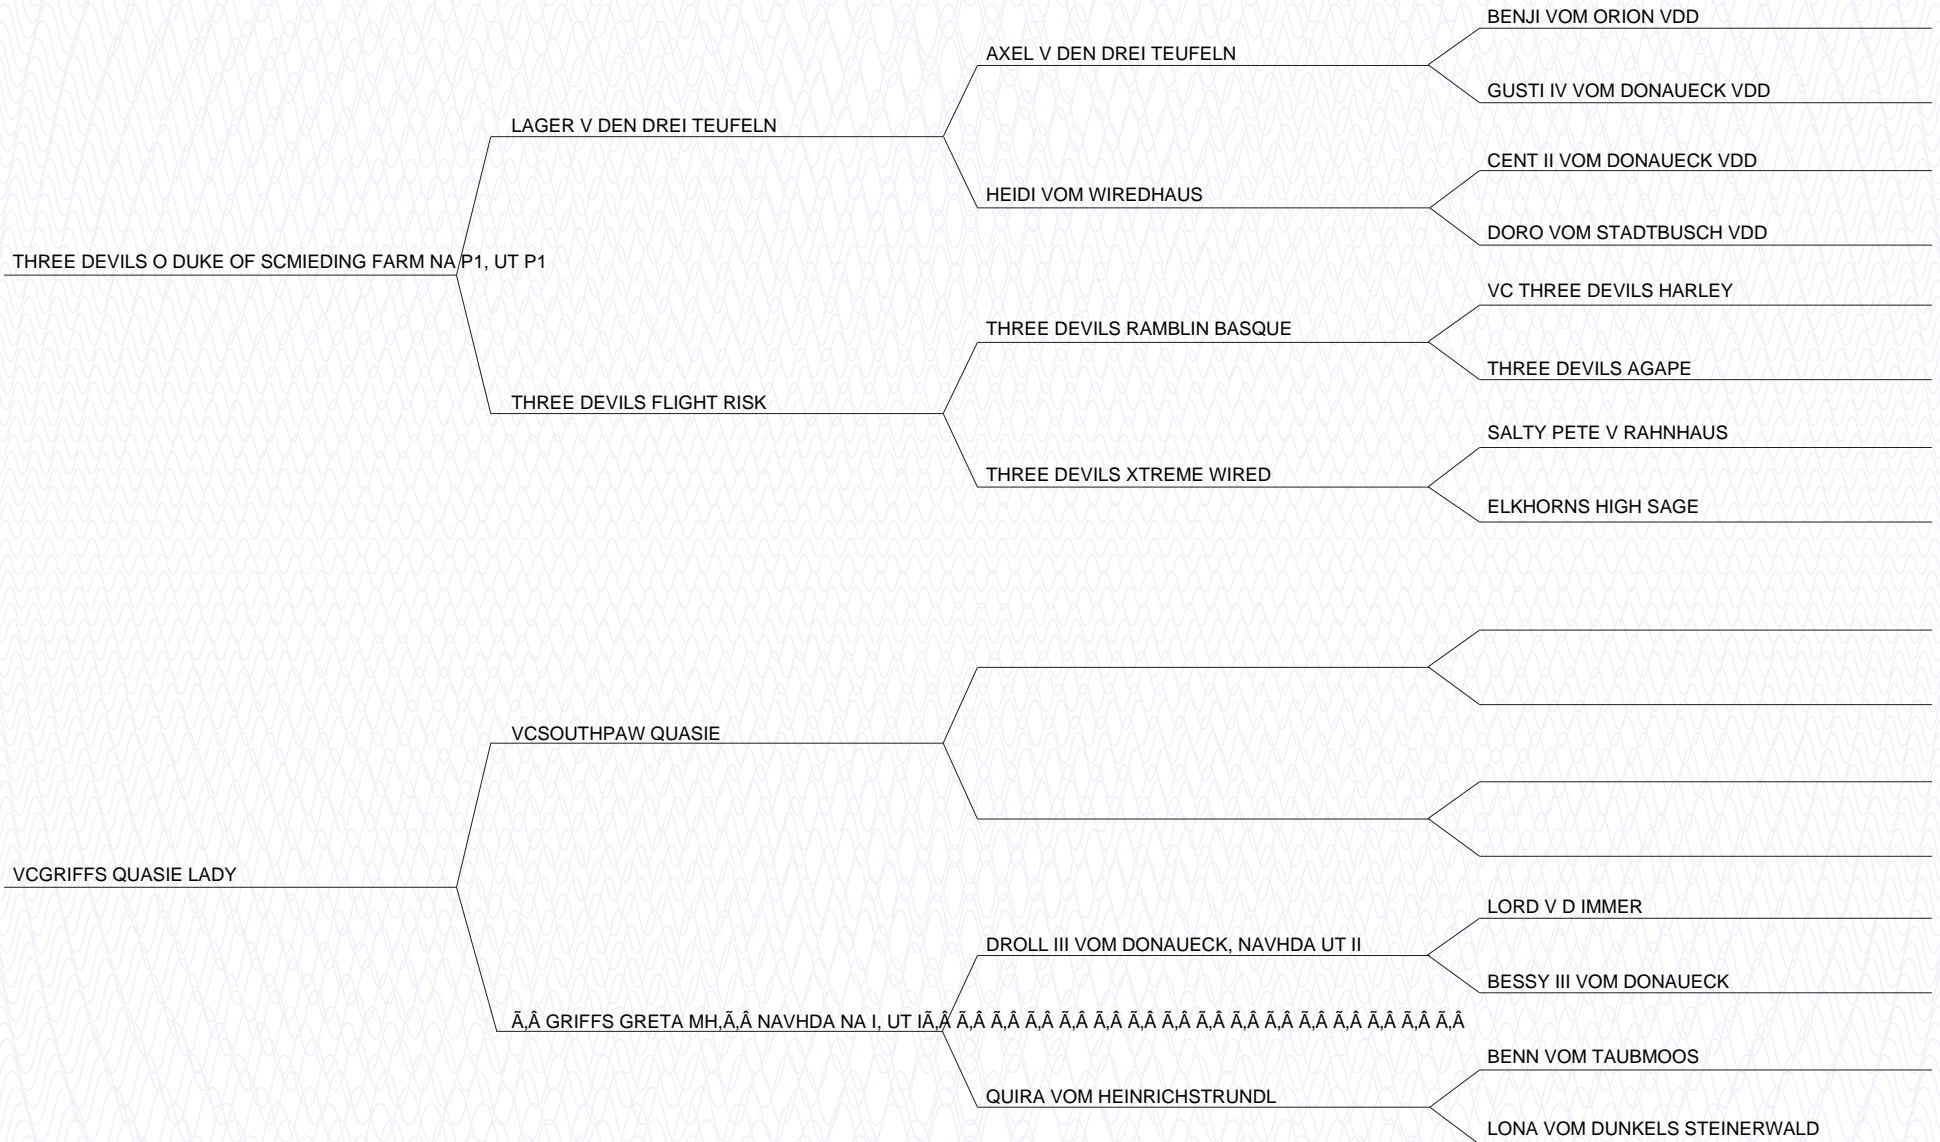 BENJI VOM ORION VDD
AXEL V DEN DREI TEUFELN
GUSTI IV VOM DONAUECK VDD
LAGER V DEN DREI TEUFELN
CENT II VOM DONAUECK VDD
HEIDI VOM WIREDHAUS
DORO VOM STADTBUSCH VDD
THREE DEVILS O DUKE OF SCMIEDING FARM NA P1, UT P1
VC THREE DEVILS HARLEY
THREE DEVILS RAMBLIN BASQUE
THREE DEVILS AGAPE
THREE DEVILS FLIGHT RISK
SALTY PETE V RAHNHAUS
THREE DEVILS XTREME WIRED
ELKHORNS HIGH SAGE
VCSOUTHPAW QUASIE
VCGRIFFS QUASIE LADY
LORD V D IMMER
DROLL III VOM DONAUECK, NAVHDA UT II
BESSY III VOM DONAUECK
Ã‚Â GRIFFS GRETA MH,Ã‚Â NAVHDA NA I, UT IÃ‚Â Ã‚Â Ã‚Â Ã‚Â Ã‚Â Ã‚Â Ã‚Â Ã‚Â Ã‚Â Ã‚Â Ã‚Â Ã‚Â Ã‚Â Ã‚Â Ã‚Â Ã‚Â
BENN VOM TAUBMOOS
QUIRA VOM HEINRICHSTRUNDL
LONA VOM DUNKELS STEINERWALD